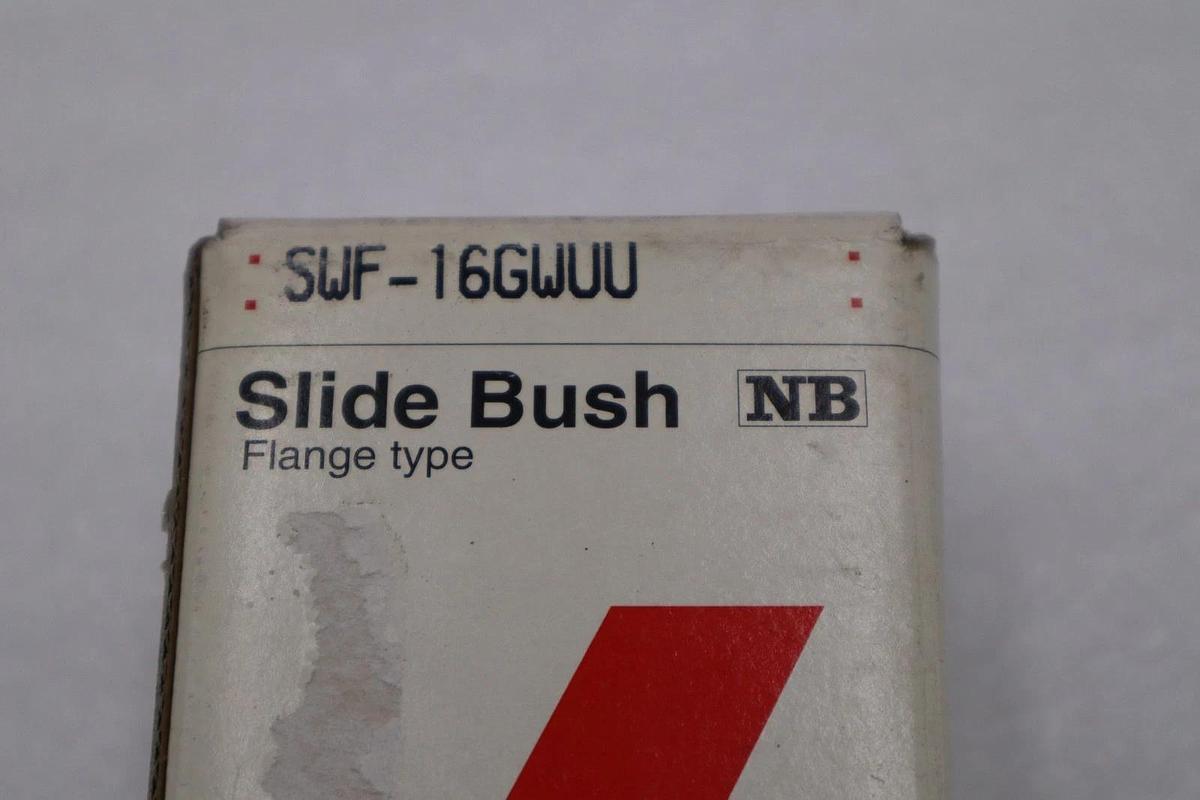 SWF-16GWUU
Slide Bush NB
Flange type